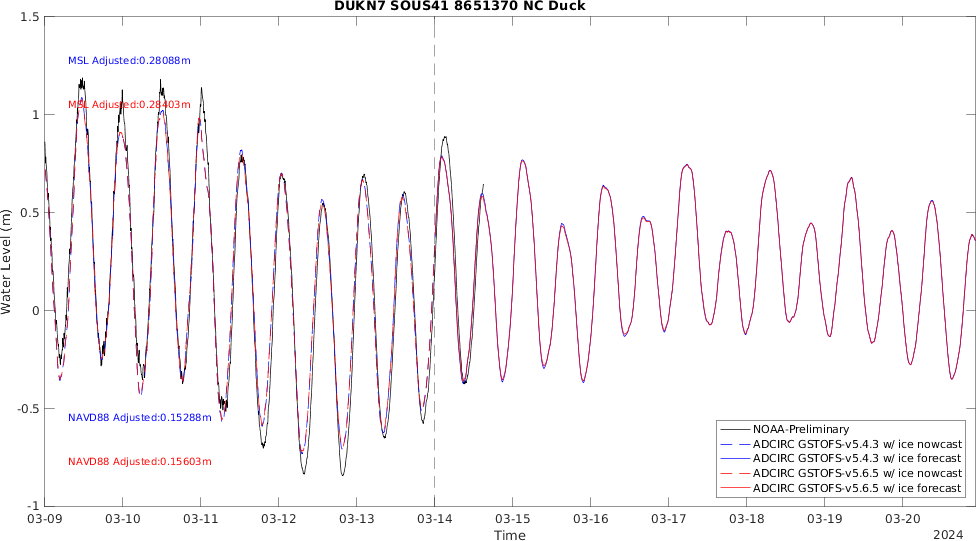 DUKN7 SOUS41 8651370 NC Duck
1.5
MSL Adjusted:0.28088m
MSL Adjusted:0.28403m
1
0.5
Water Level (m)
0
-0.5
NAVD88 Adjusted:0.15288m
NAVD88 Adjusted:0.15603m
NOAA-Preliminary
ADCIRC GSTOFS-v5.4.3 w/ ice nowcast
ADCIRC GSTOFS-v5.4.3 w/ ice forecast
ADCIRC GSTOFS-v5.6.5 w/ ice nowcast
ADCIRC GSTOFS-v5.6.5 w/ ice forecast
-1
03-09 03-10 03-11 03-12 03-13 03-14 03-15 03-16 03-17 03-18 03-19 03-20
Time
2024